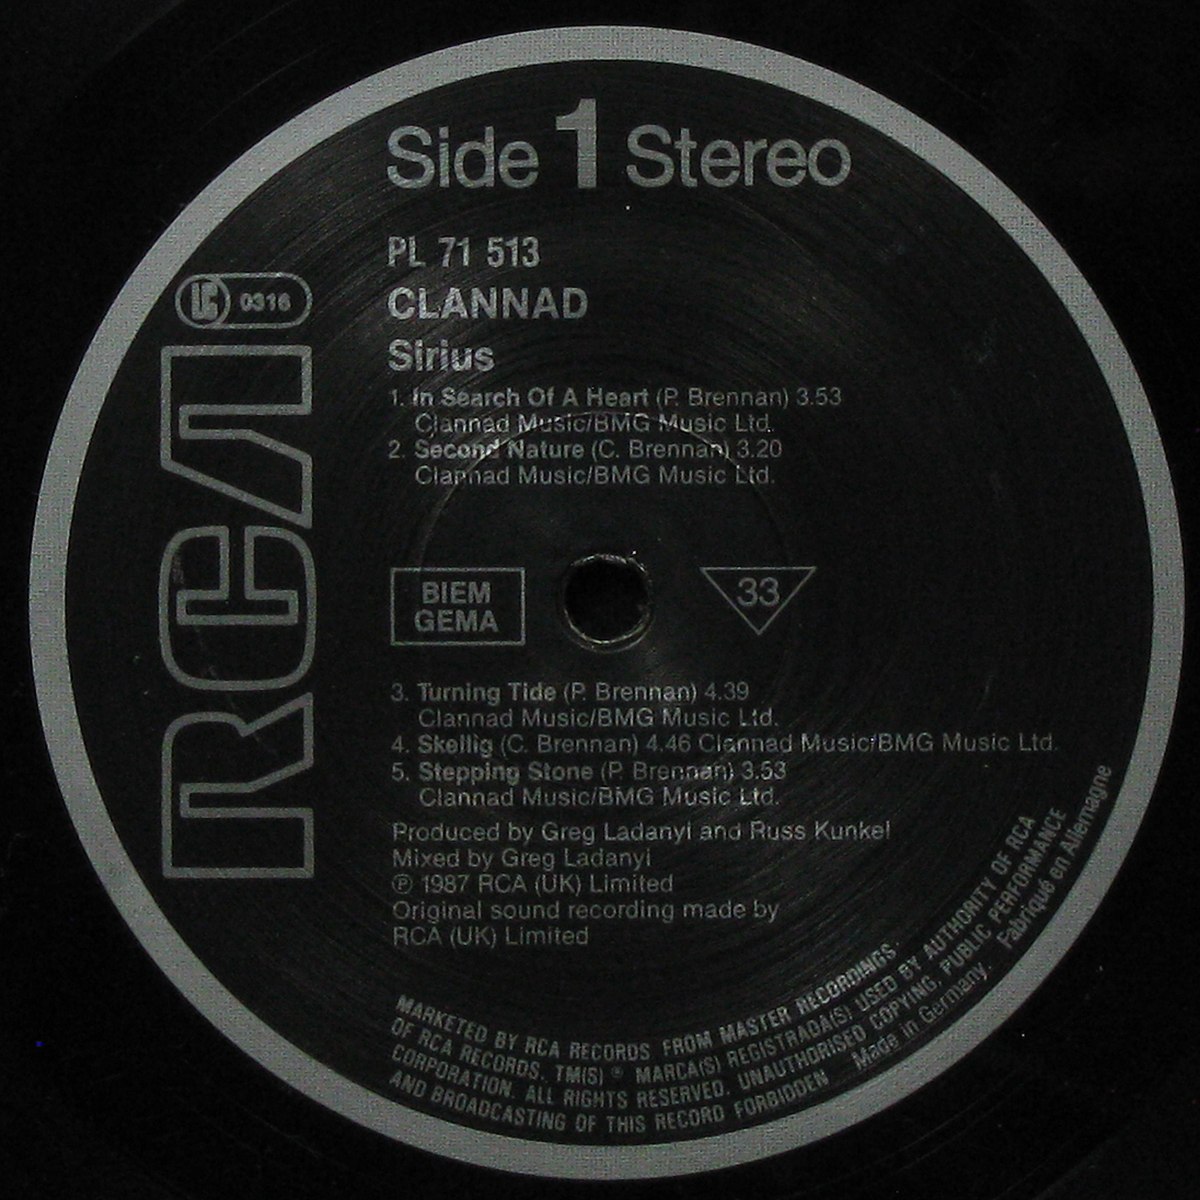 Side 1 Stereo
PL 71 513
CLANNAD
Sirius
LC 0316
RCA
1. In Search Of A Heart (P. Brennan) 3.53
Clannad Music/BMG Music Ltd.
2. Second Nature (C. Brennan) 3.20
Clannad Music/BMG Music Ltd.
BIEM
GEMA
33
3. Turning Tide (P. Brennan) 4.39
Clannad Music/BMG Music Ltd.
4. Skellig (C. Brennan) 4.46 Clannad Music/BMG Music Ltd.
5. Stepping Stone (P. Brennan) 3.53
Clannad Music/BMG Music Ltd.
Produced by Greg Ladanyi and Russ Kunkel
Mixed by Greg Ladanyi
℗ 1987 RCA (UK) Limited
Original sound recording made by
RCA (UK) Limited
MARKETED BY RCA RECORDS FROM MASTER RECORDINGS.
OF RCA RECORDS. TM(S) ® MARCA(S) REGISTRADA(S) USED BY AUTHORITY OF RCA
CORPORATION. ALL RIGHTS RESERVED. UNAUTHORISED COPYING, PUBLIC PERFORMANCE
AND BROADCASTING OF THIS RECORD FORBIDDEN Made in Germany. Fabriqué en Allemagne